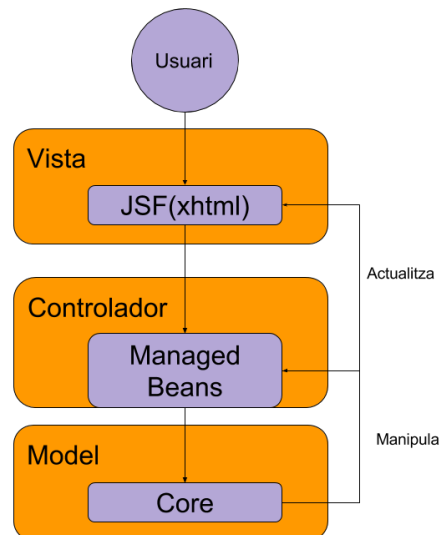 Usuari
Vista
JSF(xhtml)
Actualitza
Controlador
Managed
Beans
Manipula
Model
Core